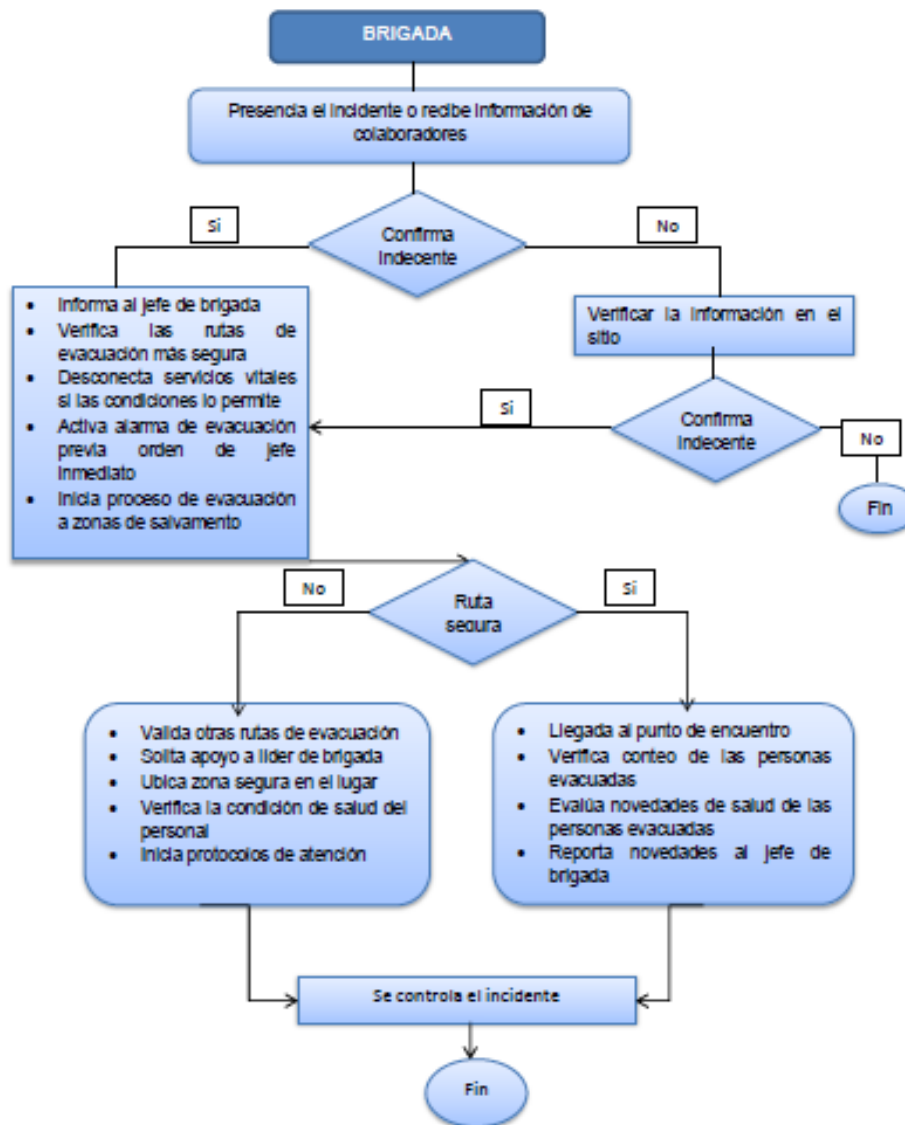 BRIGADA
Presencia el incidente o recibe información de
colaboradores
Si
Confirma
Indecente
No
• Informa al jefe de brigada
• Verifica las rutas de
evacuación más segura
• Desconecta servicios vitales
si las condiciones lo permite
• Activa alarma de evacuación
previa orden de jefe
inmediato
• Inicia proceso de evacuación
a zonas de salvamento
Verificar la información en el
sitio
Si
Confirma
Indecente
No
Fin
No
Ruta
segura
Si
• Valida otras rutas de evacuación
• Solita apoyo a líder de brigada
• Ubica zona segura en el lugar
• Verifica la condición de salud del
personal
• Inicia protocolos de atención
• Llegada al punto de encuentro
• Verifica conteo de las personas
evacuadas
• Evalúa novedades de salud de las
personas evacuadas
• Reporta novedades al jefe de
brigada
Se controla el incidente
Fin